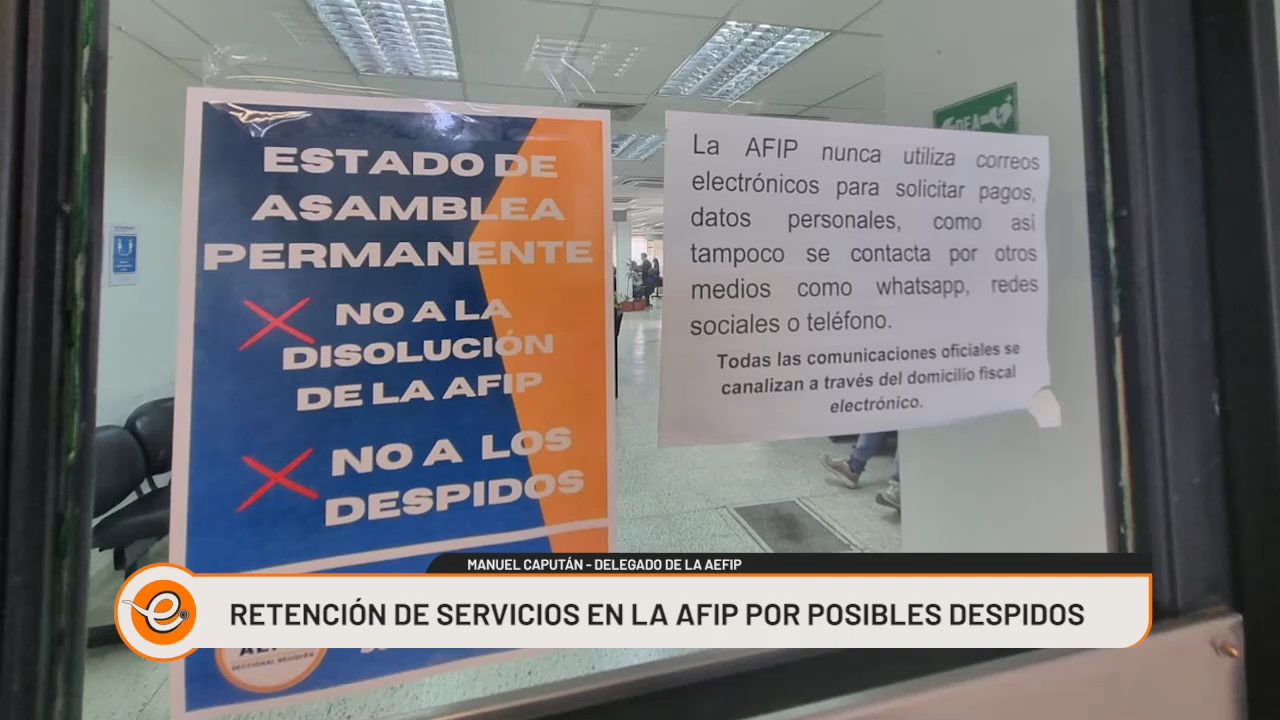 ESTADO DE
ASAMBLEA
PERMANENTE
NO A LA
DISOLUCIÓN
DE LA AFIP
NO A LOS
DESPIDOS
SECCIONAL NEUQUÉN
La AFIP nunca utiliza correos
electrónicos para solicitar pagos,
datos personales, como así
tampoco se contacta por otros
medios como whatsapp, redes
sociales o teléfono.
Todas las comunicaciones oficiales se
canalizan a través del domicilio fiscal
electrónico.
DEA
MANUEL CAPUTÁN - DELEGADO DE LA AEFIP
RETENCIÓN DE SERVICIOS EN LA AFIP POR POSIBLES DESPIDOS